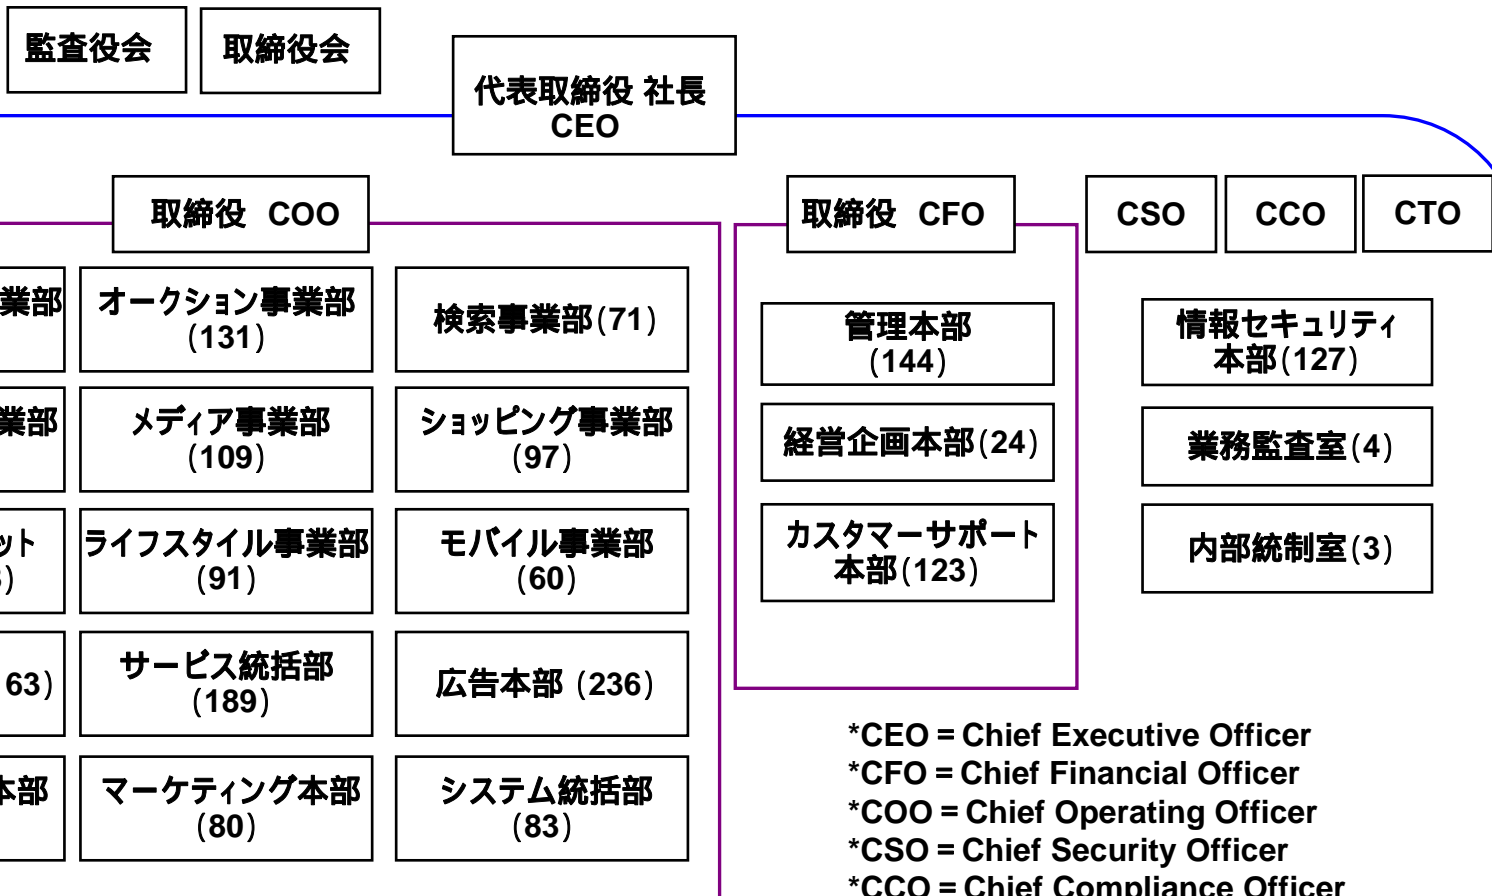 監査役会
取締役会
代表取締役 社長
CEO
取締役 COO
取締役 CFO
CSO
CCO
CTO
業部
オークション事業部
(131)
検索事業部(71)
業部
メディア事業部
(109)
ショッピング事業部
(97)
ット
)
ライフスタイル事業部
(91)
モバイル事業部
(60)
63)
サービス統括部
(189)
広告本部 (236)
本部
マーケティング本部
(80)
システム統括部
(83)
管理本部
(144)
経営企画本部(24)
カスタマーサポート
本部(123)
情報セキュリティ
本部(127)
業務監査室(4)
内部統制室(3)
*CEO = Chief Executive Officer
*CFO = Chief Financial Officer
*COO = Chief Operating Officer
*CSO = Chief Security Officer
*CCO = Chief Compliance Officer